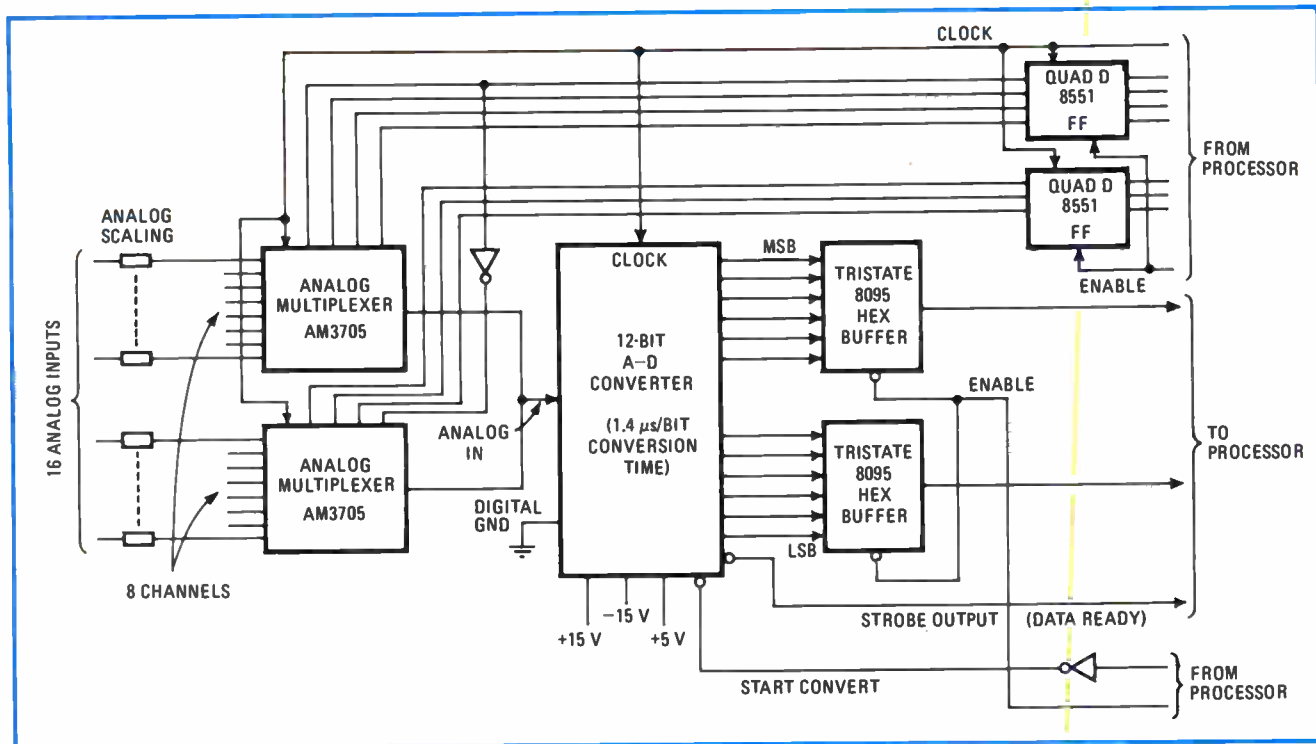 CLOCK
QUAD D
8551
FF
FROM
PROCESSOR
QUAD D
8551
FF
ENABLE
ANALOG
SCALING
16 ANALOG INPUTS
ANALOG
MULTIPLEXER
AM3705
ANALOG
MULTIPLEXER
AM3705
8 CHANNELS
ANALOG
IN
DIGITAL
GND
CLOCK
12-BIT
A-D
CONVERTER
(1.4 μs/BIT
CONVERSION
TIME)
+15 V
-15 V
+5 V
MSB
TRISTATE
8095
HEX
BUFFER
ENABLE
TRISTATE
8095
HEX
BUFFER
LSB
TO
PROCESSOR
STROBE OUTPUT (DATA READY)
START CONVERT
FROM
PROCESSOR